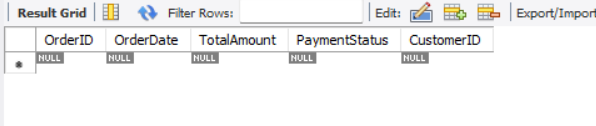 Result Grid Filter Rows: Edit: Export/Import
OrderID OrderDate TotalAmount PaymentStatus CustomerID
NULL NULL NULL NULL NULL